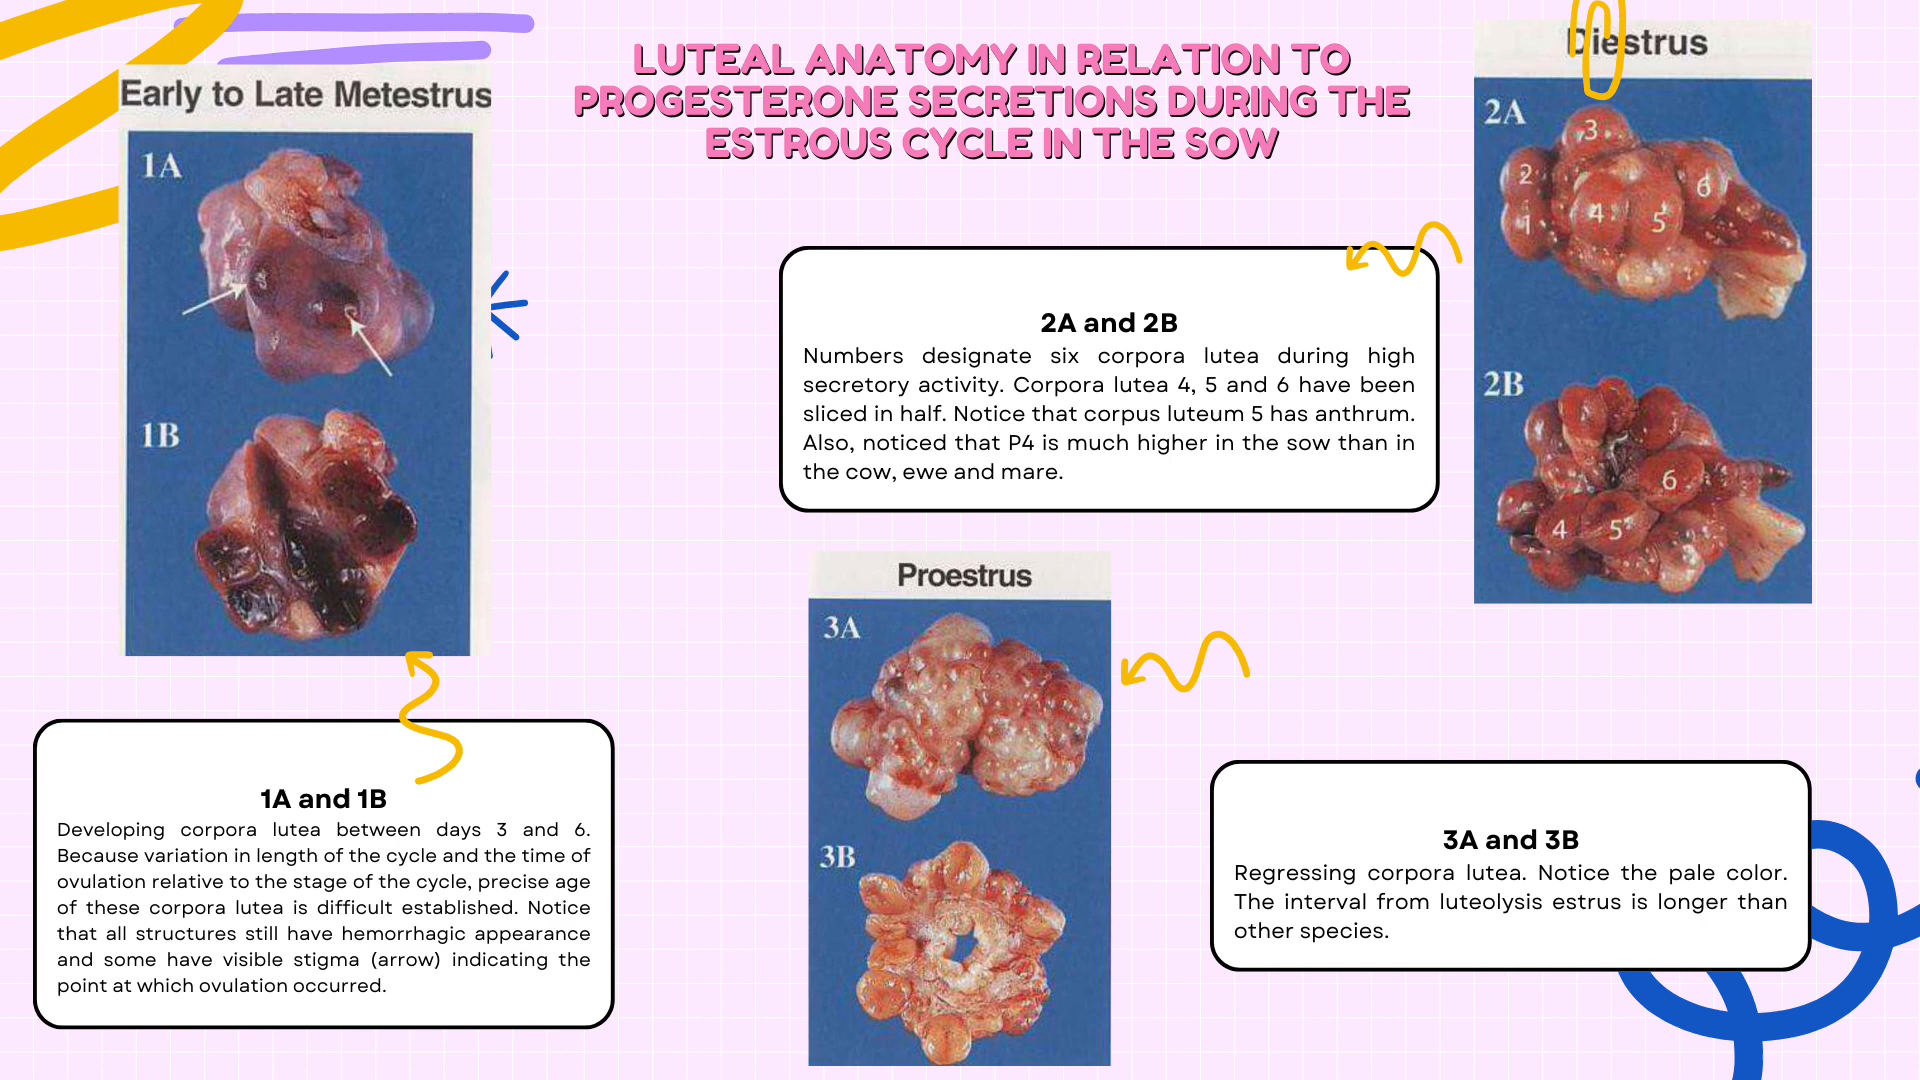 LUTEAL ANATOMY IN RELATION TO
PROGESTERONE SECRETIONS DURING THE
ESTROUS CYCLE IN THE SOW
Early to Late Metestrus
1A
1B
1A and 1B
Developing corpora lutea between days 3 and 6.
Because variation in length of the cycle and the time of
ovulation relative to the stage of the cycle, precise age
of these corpora lutea is difficult established. Notice
that all structures still have hemorrhagic appearance
and some have visible stigma (arrow) indicating the
point at which ovulation occurred.
Diestrus
2A
3
2
6
4
5
1
2B
6
4
5
2A and 2B
Numbers designate six corpora lutea during high
secretory activity. Corpora lutea 4, 5 and 6 have been
sliced in half. Notice that corpus luteum 5 has anthrum.
Also, noticed that P4 is much higher in the sow than in
the cow, ewe and mare.
Proestrus
3A
3B
3A and 3B
Regressing corpora lutea. Notice the pale color.
The interval from luteolysis estrus is longer than
other species.